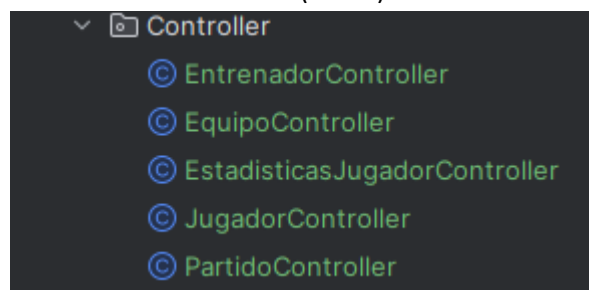 Controller
EntrenadorController
EquipoController
EstadisticasJugadorController
JugadorController
PartidoController